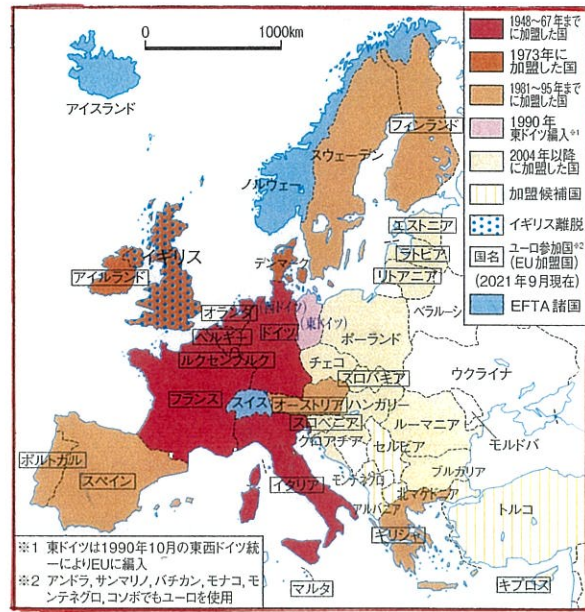 0 1000km
アイスランド
フィンランド
スウェーデン
ノルウェー
エストニア
ラトビア
リトアニア
イギリス
アイルランド
デンマーク
ベラルーシ
オランダ
(西ドイツ)
(東ドイツ)
ベルギー
ドイツ
ポーランド
ルクセンブルク
チェコ
スロバキア
ウクライナ
フランス
スイス
オーストリア
ハンガリー
スロベニア
ルーマニア
クロアチア
モルドバ
セルビア
ポルトガル
スペイン
イタリア
モンテネグロ
ブルガリア
北マケドニア
アルバニア
トルコ
ギリシャ
マルタ
キプロス
1948〜67年まで
に加盟した国
1973年に
加盟した国
1981〜95年まで
に加盟した国
1990年
東ドイツ編入※1
2004年以降
に加盟した国
加盟候補国
イギリス離脱
国名 ユーロ参加国※2
(EU加盟国)
(2021年9月現在)
EFTA諸国
※1 東ドイツは1990年10月の東西ドイツ統
一によりEUに編入
※2 アンドラ、サンマリノ、バチカン、モナコ、モ
ンテネグロ、コソボでもユーロを使用